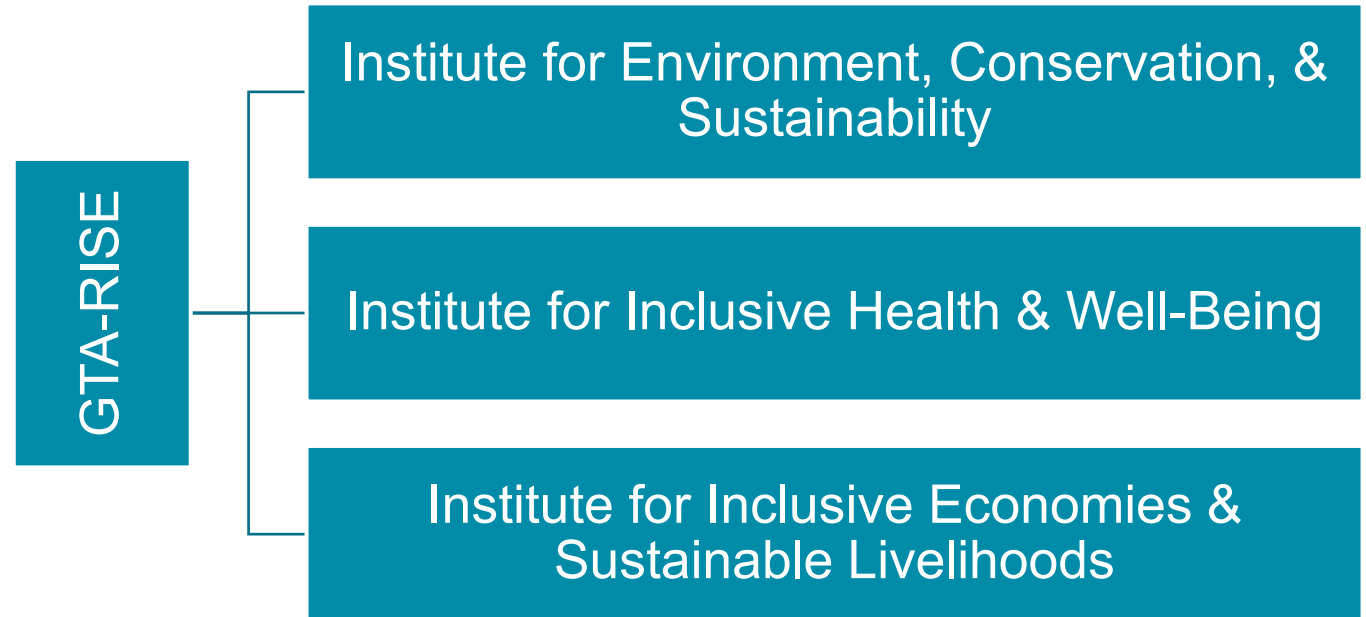 GTA-RISE
Institute for Environment, Conservation, &
Sustainability
Institute for Inclusive Health & Well-Being
Institute for Inclusive Economies &
Sustainable Livelihoods